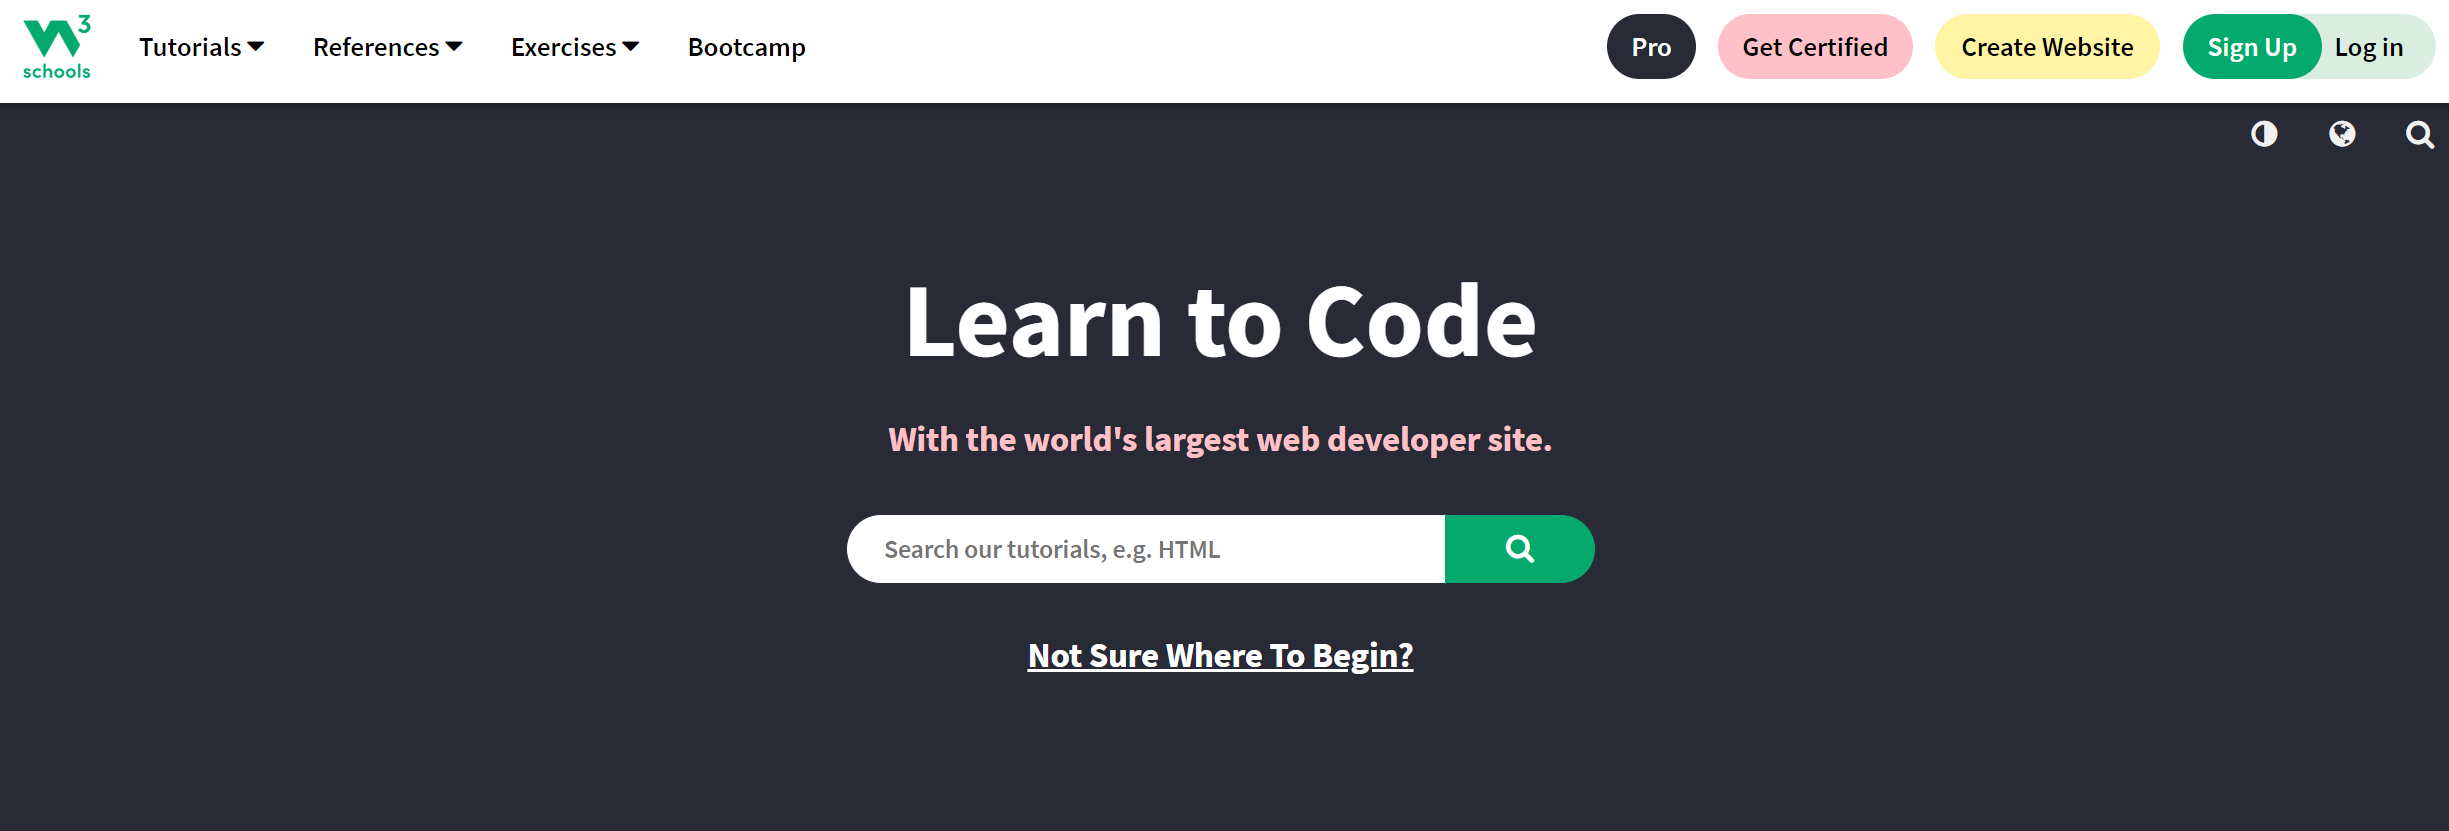 W3 schools
Tutorials References Exercises Bootcamp Pro Get Certified Create Website Sign Up Log in
Learn to Code
With the world's largest web developer site.
Search our tutorials, e.g. HTML
Not Sure Where To Begin?